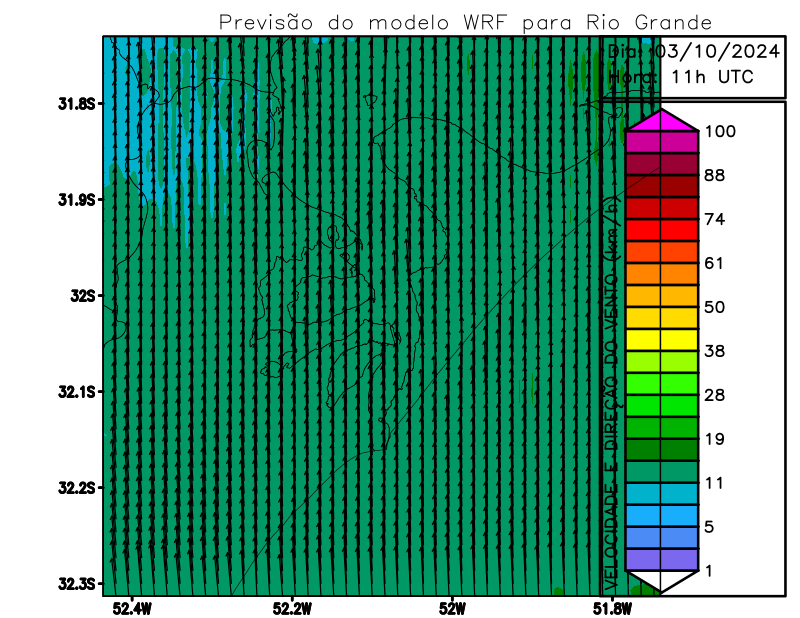 Previsão do modelo WRF para Rio Grande
Dia: 03/10/2024
Hora: 11h UTC
31.8S
31.9S
32S
32.1S
32.2S
32.3S
52.4W
52.2W
52W
51.8W
VELOCIDADE E DIREÇÃO DO VENTO (km/h)
100
88
74
61
50
38
28
19
11
5
1